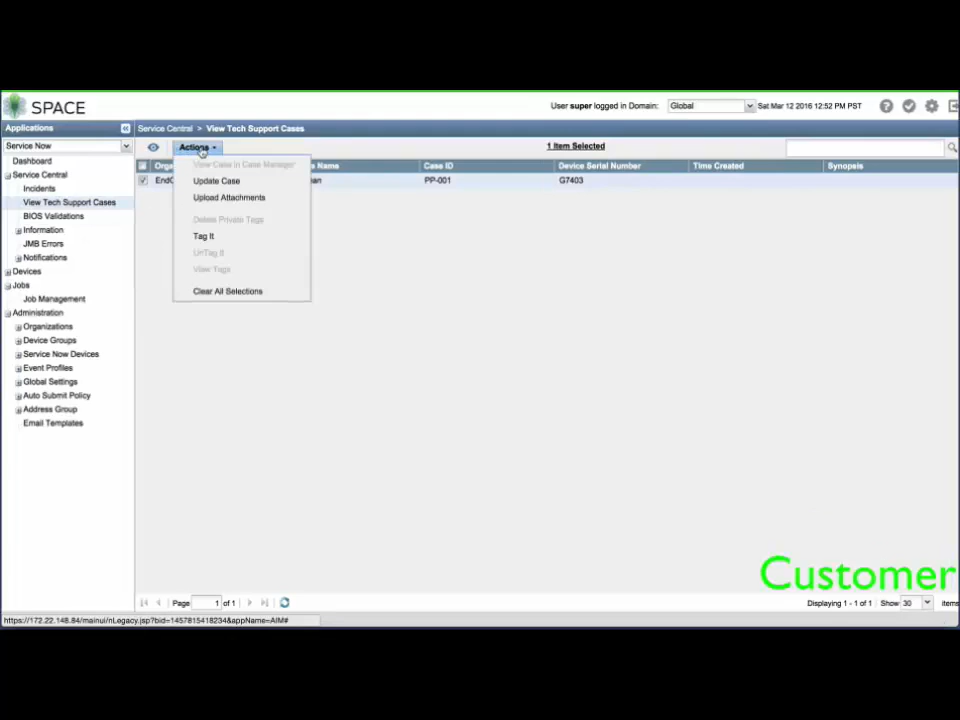 SPACE
User super logged in Domain: Global Sat Mar 12 2016 12:52 PM PST
Applications
Service Central > View Tech Support Cases
Service Now
Actions
1 Item Selected
Name Case ID Device Serial Number Time Created Synopsis
PP-001 G7403
View Case in Case Manager
Update Case
Upload Attachments
Delete Private Tags
Tag It
UnTag It
View Tags
Clear All Selections
Dashboard
Service Central
Incidents
View Tech Support Cases
BIOS Validations
Information
JMB Errors
Notifications
Devices
Jobs
Job Management
Administration
Organizations
Device Groups
Service Now Devices
Event Profiles
Global Settings
Auto Submit Policy
Address Group
Email Templates
Customer
Page 1 of 1
Displaying 1 - 1 of 1 Show 30 items
https://172.22.148.84/mainui/nLegacy.jsp?bid=1457815418234&appName=AIM#